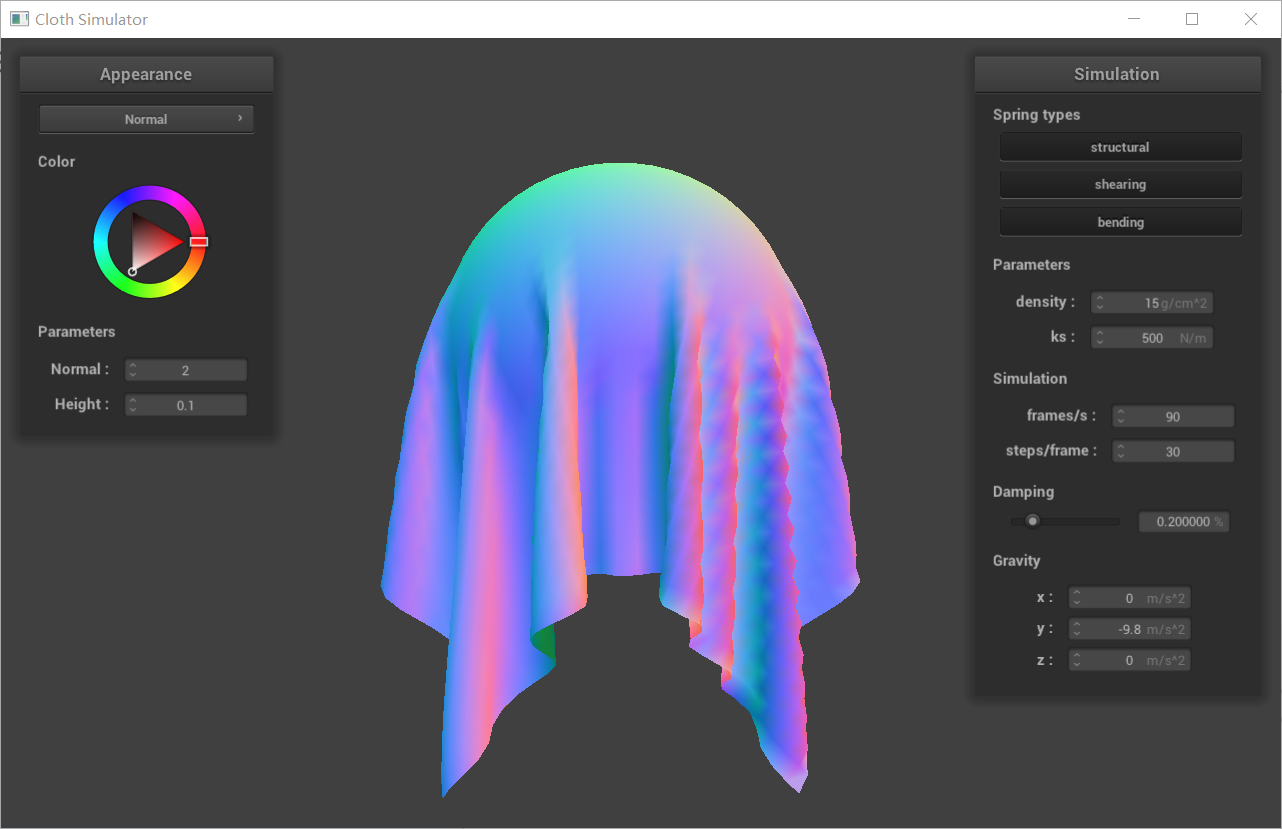 Cloth Simulator
Appearance
Normal
Color
Parameters
Normal : 2
Height : 0.1
Simulation
Spring types
structural
shearing
bending
Parameters
density : 15 g/cm^2
ks : 500 N/m
Simulation
frames/s : 90
steps/frame : 30
Damping
0.200000 %
Gravity
x : 0 m/s^2
y : -9.8 m/s^2
z : 0 m/s^2